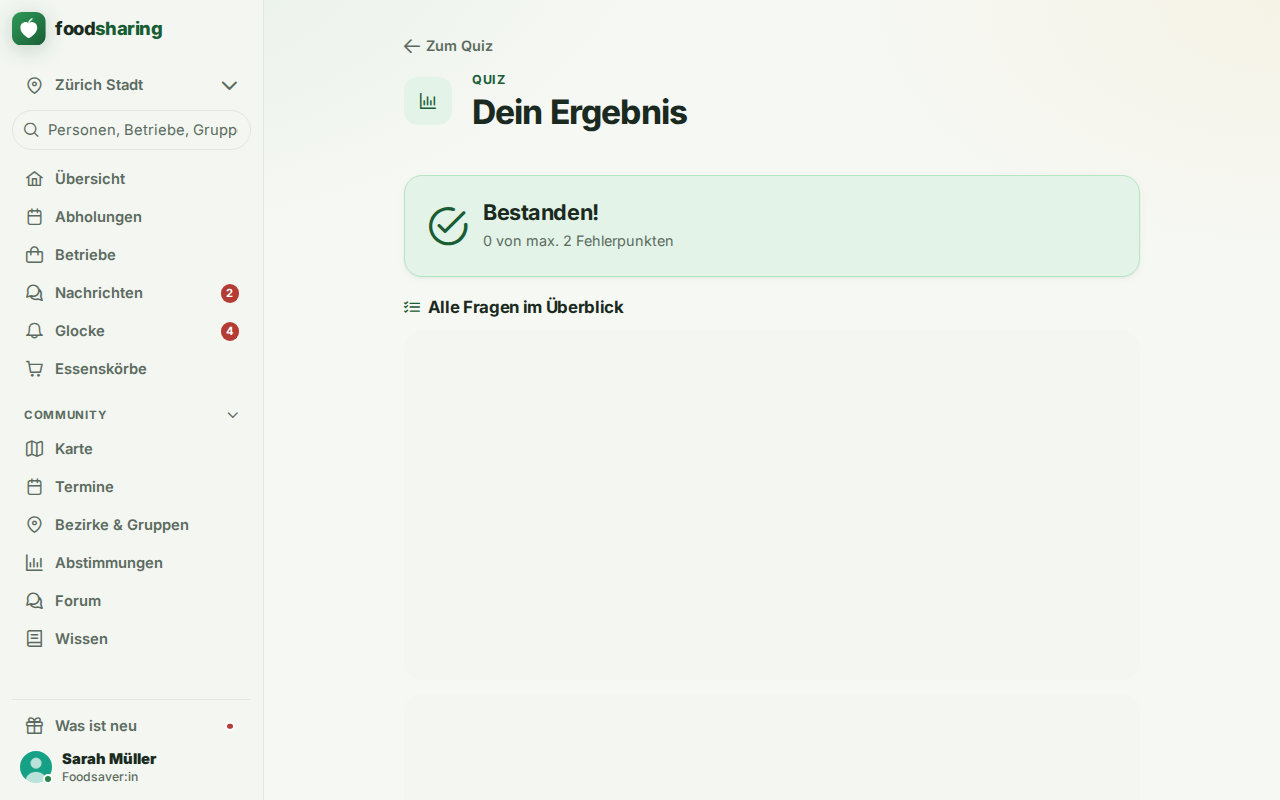 foodsharing
Zürich Stadt
Personen, Betriebe, Grupp
Übersicht
Abholungen
Betriebe
Nachrichten 2
Glocke 4
Essenskörbe
COMMUNITY
Karte
Termine
Bezirke & Gruppen
Abstimmungen
Forum
Wissen
Was ist neu
Sarah Müller
Foodsaver:in
Zum Quiz
QUIZ
Dein Ergebnis
Bestanden!
0 von max. 2 Fehlerpunkten
Alle Fragen im Überblick